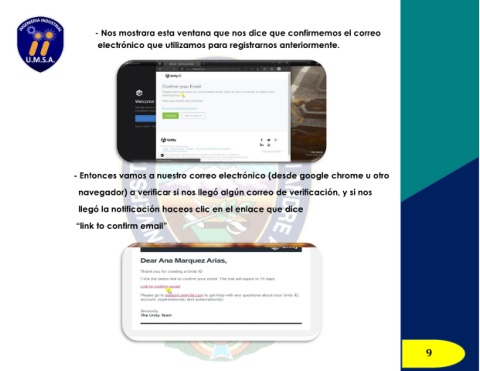 INGENIERIA INDUSTRIAL
U.M.S.A.
- Nos mostrara esta ventana que nos dice que confirmemos el correo
electrónico que utilizamos para registrarnos anteriormente.
Confirm your Email
Welcome
unity
- Entonces vamos a nuestro correo electrónico (desde google chrome u otro
navegador) a verificar si nos llegó algún correo de verificación, y si nos
llegó la notificación haceos clic en el enlace que dice
"link to confirm email"
Dear Ana Marquez Arias,
Thank you for creating a Unity ID.
Click the below link to confirm your email. The link will expire in 15 days.
Link to confirm email
Please go to support.unity3d.com to get help with any questions about your Unity ID,
account, organizations and subscriptions.
Sincerely,
The Unity Team
9